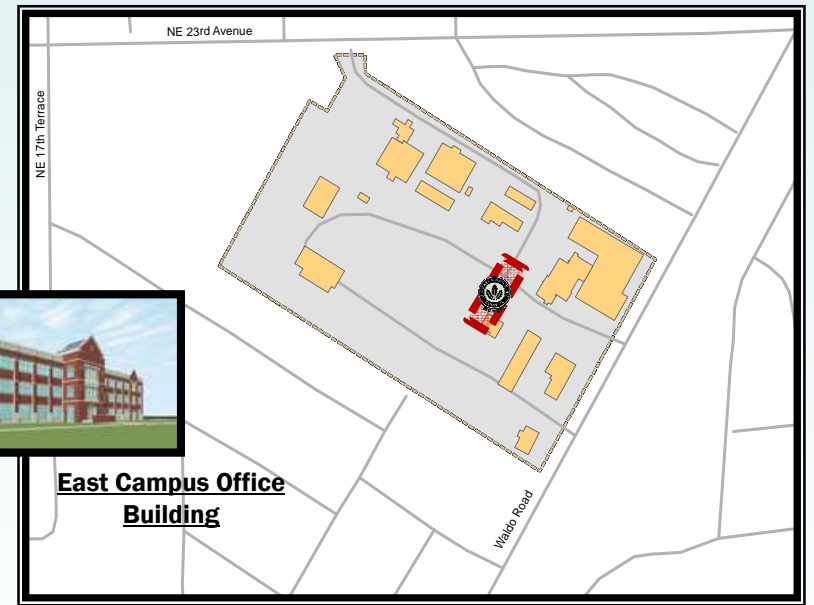 NE 23rd Avenue
NE 17th Terrace
East Campus Office
Building
Waldo Road